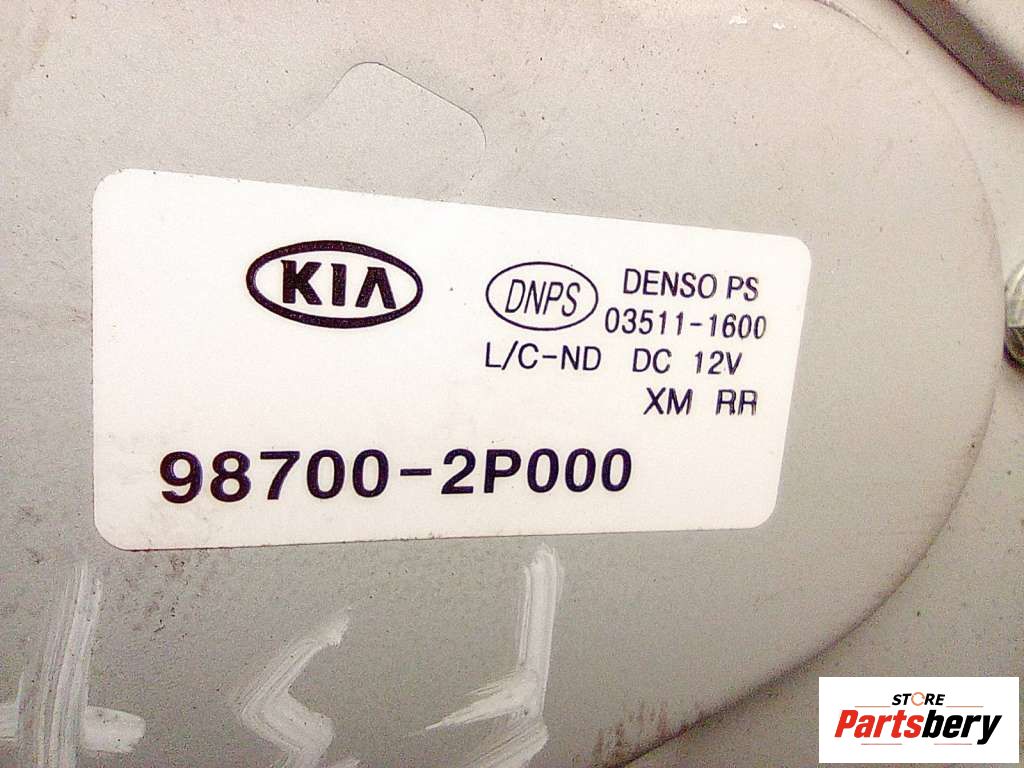 KIA
DNPS
DENSO PS
03511-1600
L/C-ND DC 12V
XM RR
98700-2P000
STORE
Partsbery